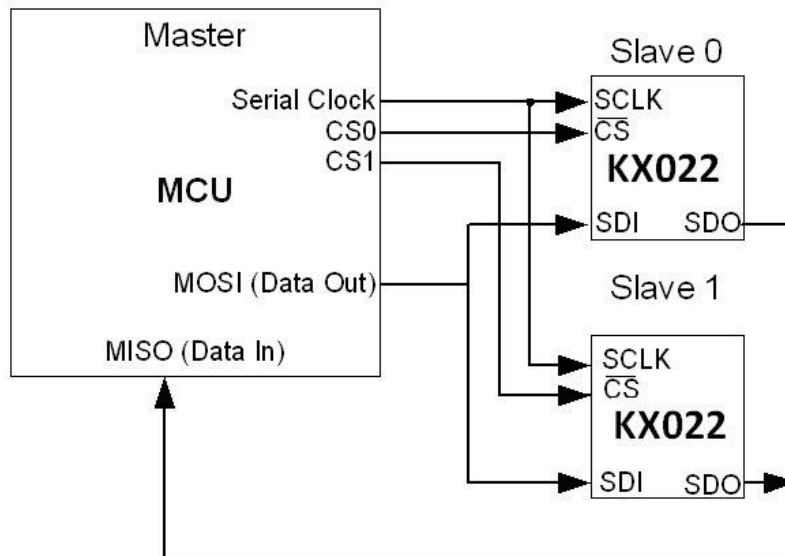 Master
Serial Clock
CS0
CS1
MCU
MOSI (Data Out)
MISO (Data In)
Slave 0
SCLK
CS
KX022
SDI SDO
Slave 1
SCLK
CS
KX022
SDI SDO